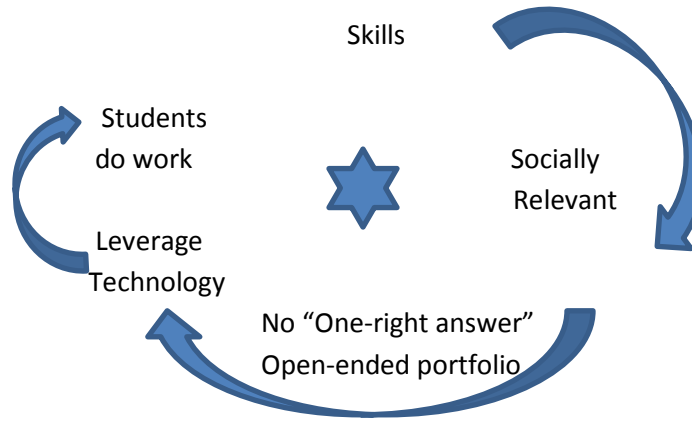 Skills
Students
do work
Socially
Relevant
Leverage
Technology
No “One-right answer”
Open-ended portfolio